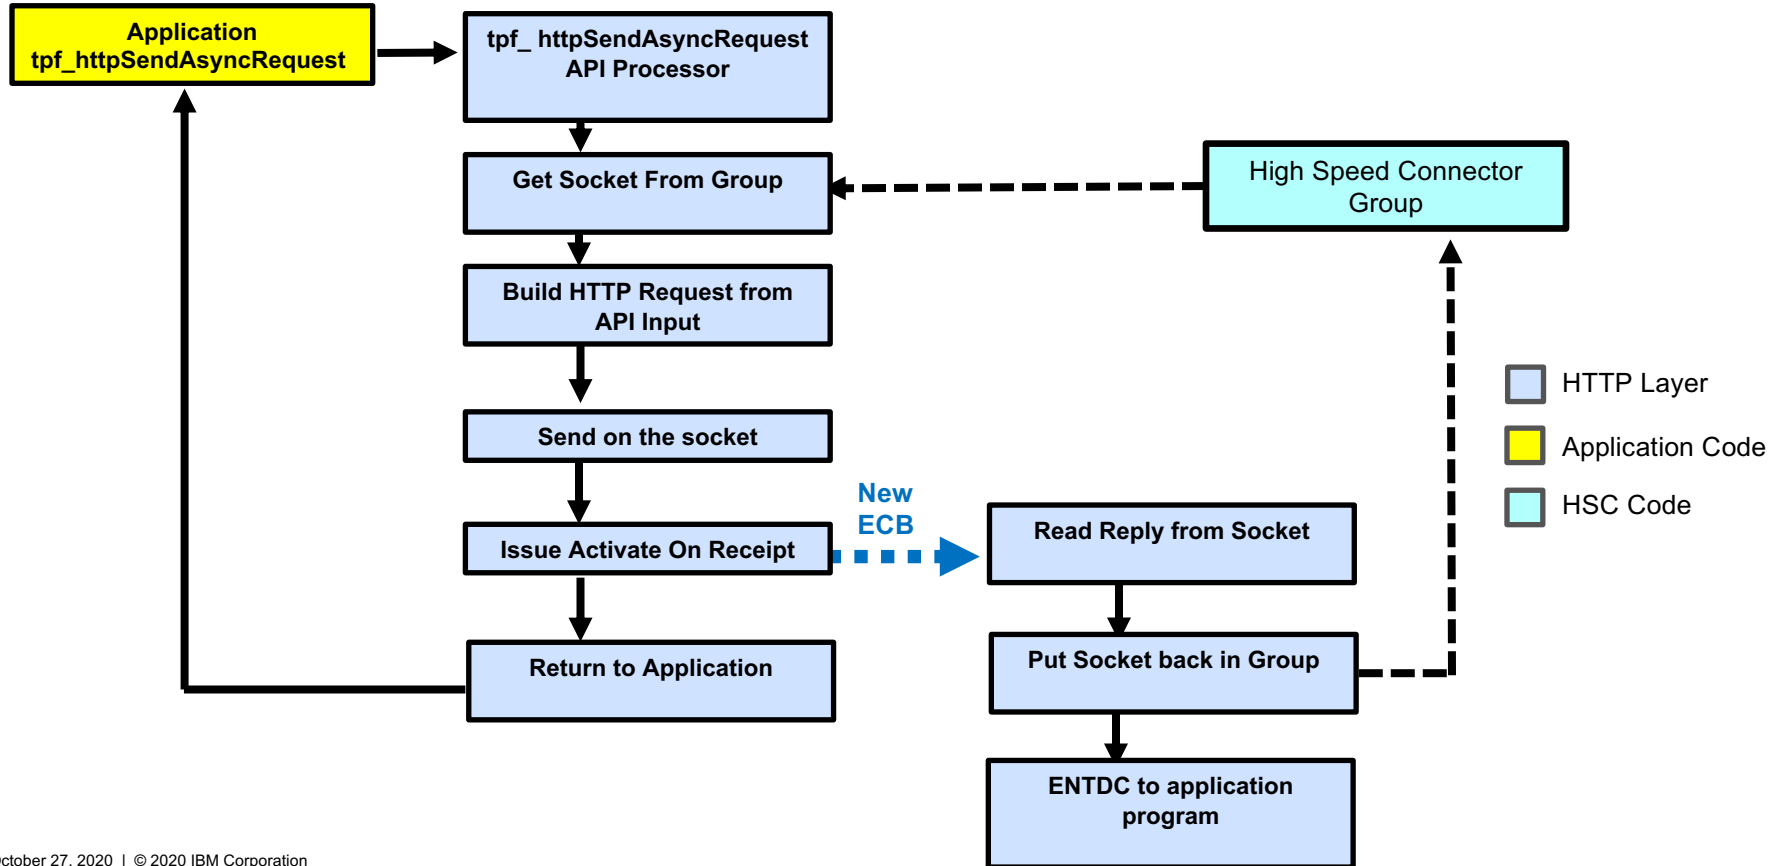 Application
tpf_httpSendAsyncRequest
tpf_ httpSendAsyncRequest
API Processor
Get Socket From Group
High Speed Connector
Group
Build HTTP Request from
API Input
HTTP Layer
Application Code
HSC Code
Send on the socket
New
ECB
Issue Activate On Receipt
Read Reply from Socket
Return to Application
Put Socket back in Group
ENTDC to application
program
October 27, 2020 | © 2020 IBM Corporation